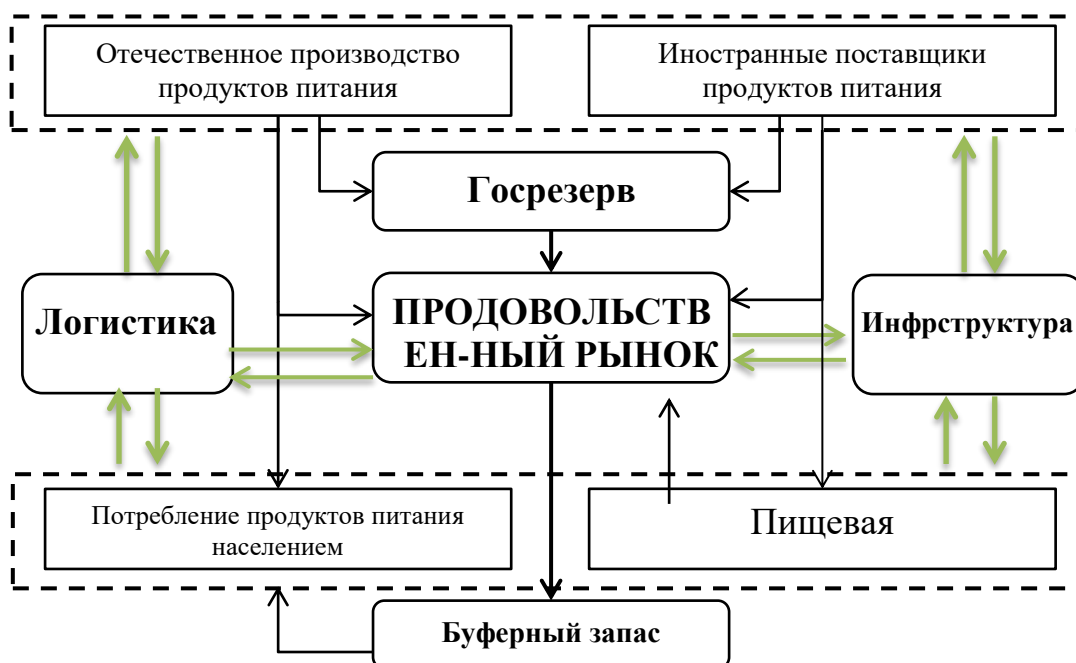 Отечественное производство
продуктов питания
Иностранные поставщики
продуктов питания
Госрезерв
Логистика
ПРОДОВОЛЬСТВ
ЕН-НЫЙ РЫНОК
Инфрструктура
Потребление продуктов питания
населением
Пищевая
Буферный запас